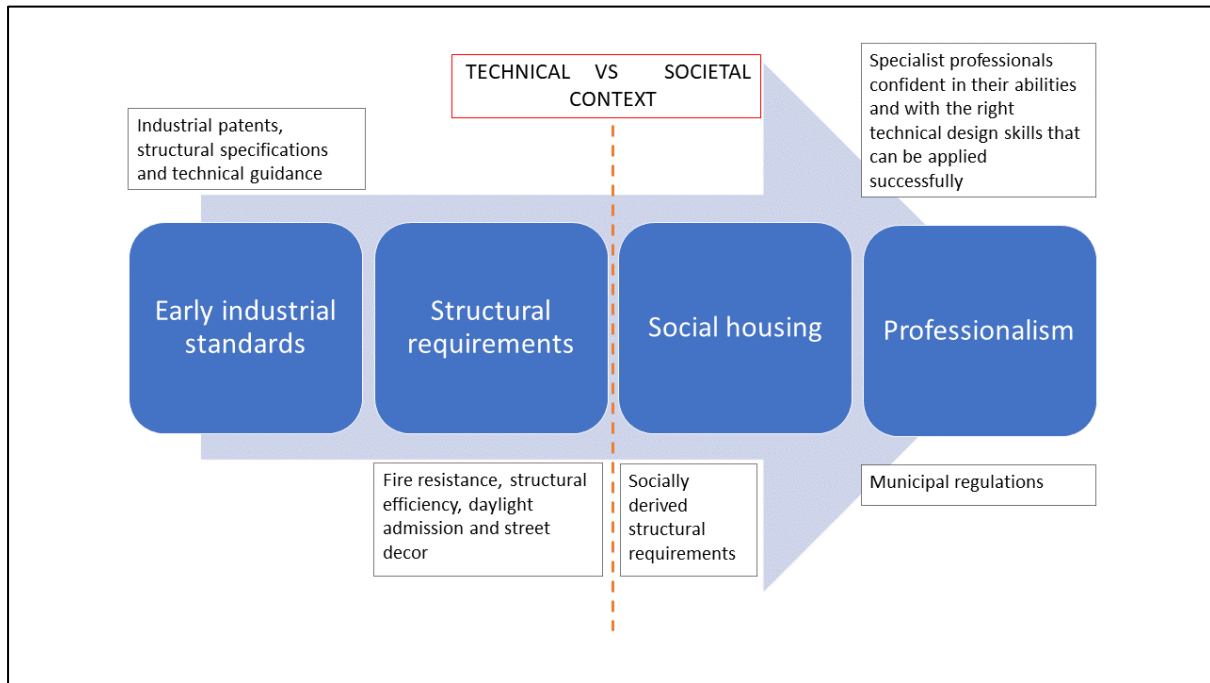 TECHNICAL VS SOCIETAL
CONTEXT
Specialist professionals
confident in their abilities
and with the right
technical design skills that
can be applied
successfully
Industrial patents,
structural specifications
and technical guidance
Early industrial
standards
Structural
requirements
Social housing
Professionalism
Fire resistance, structural
efficiency, daylight
admission and street
decor
Socially
derived
structural
requirements
Municipal regulations